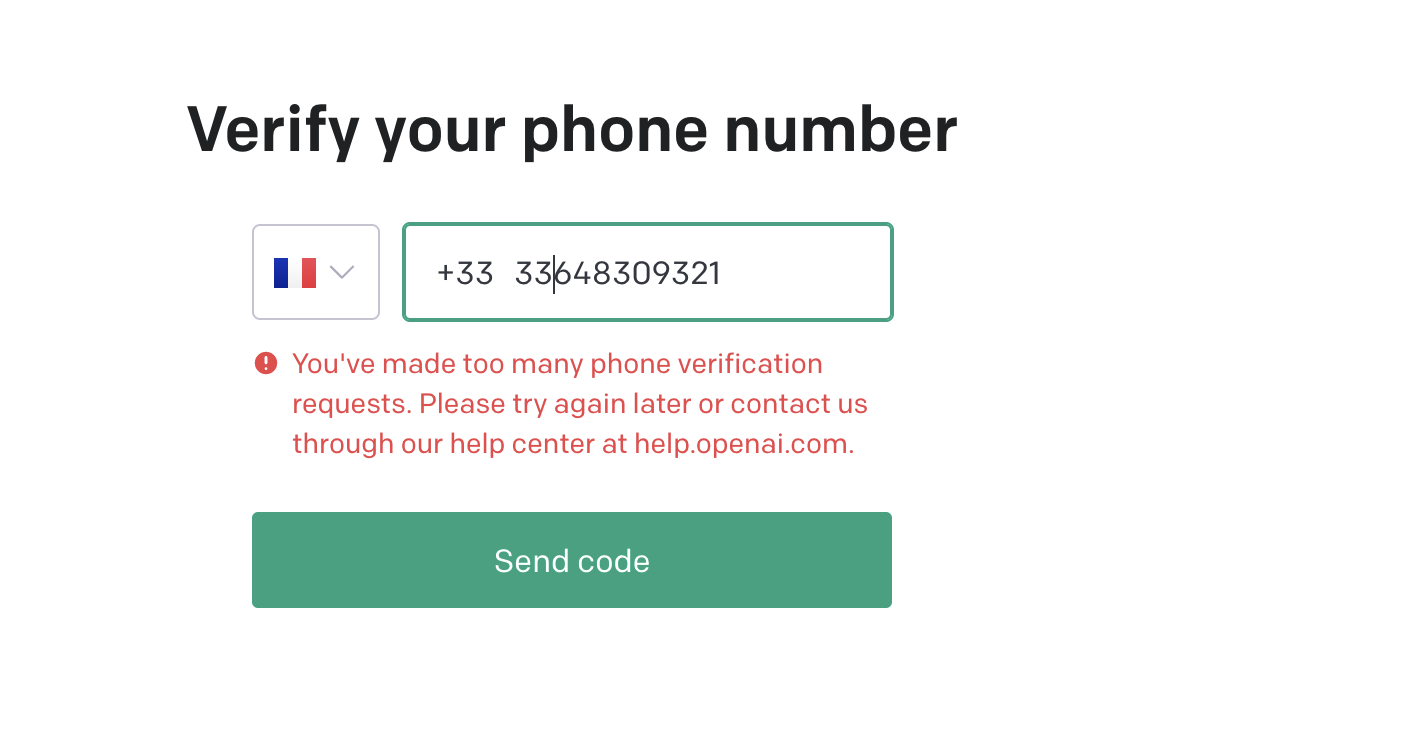 Verify your phone number
+33 33648309321
You've made too many phone verification
requests. Please try again later or contact us
through our help center at help.openai.com.
Send code